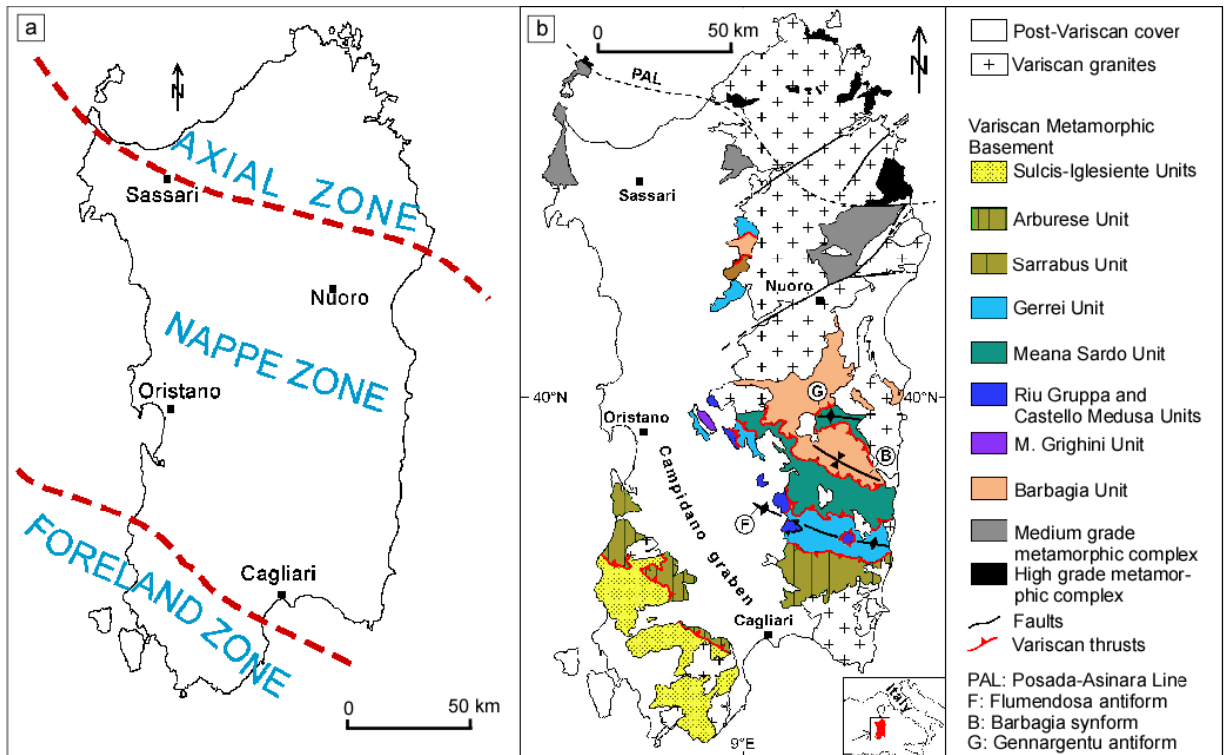 a
N
AXIAL ZONE
Sassari
Nuoro
NAPPE ZONE
Oristano
Cagliari
FORELAND ZONE
0 50 km
b
0 50 km
N
PAL
Sassari
Nuoro
G
40°N
40°N
Oristano
B
Campidano graben
F
Cagliari
9°E
Italy
Post-Variscan cover
Variscan granites
Variscan Metamorphic
Basement
Sulcis-Iglesiente Units
Arburese Unit
Sarrabus Unit
Gerrei Unit
Meana Sardo Unit
Riu Gruppa and
Castello Medusa Units
M. Grighini Unit
Barbagia Unit
Medium grade
metamorphic complex
High grade metamor-
phic complex
Faults
Variscan thrusts
PAL: Posada-Asinara Line
F: Flumendosa antiform
B: Barbagia synform
G: Gennargentu antiform